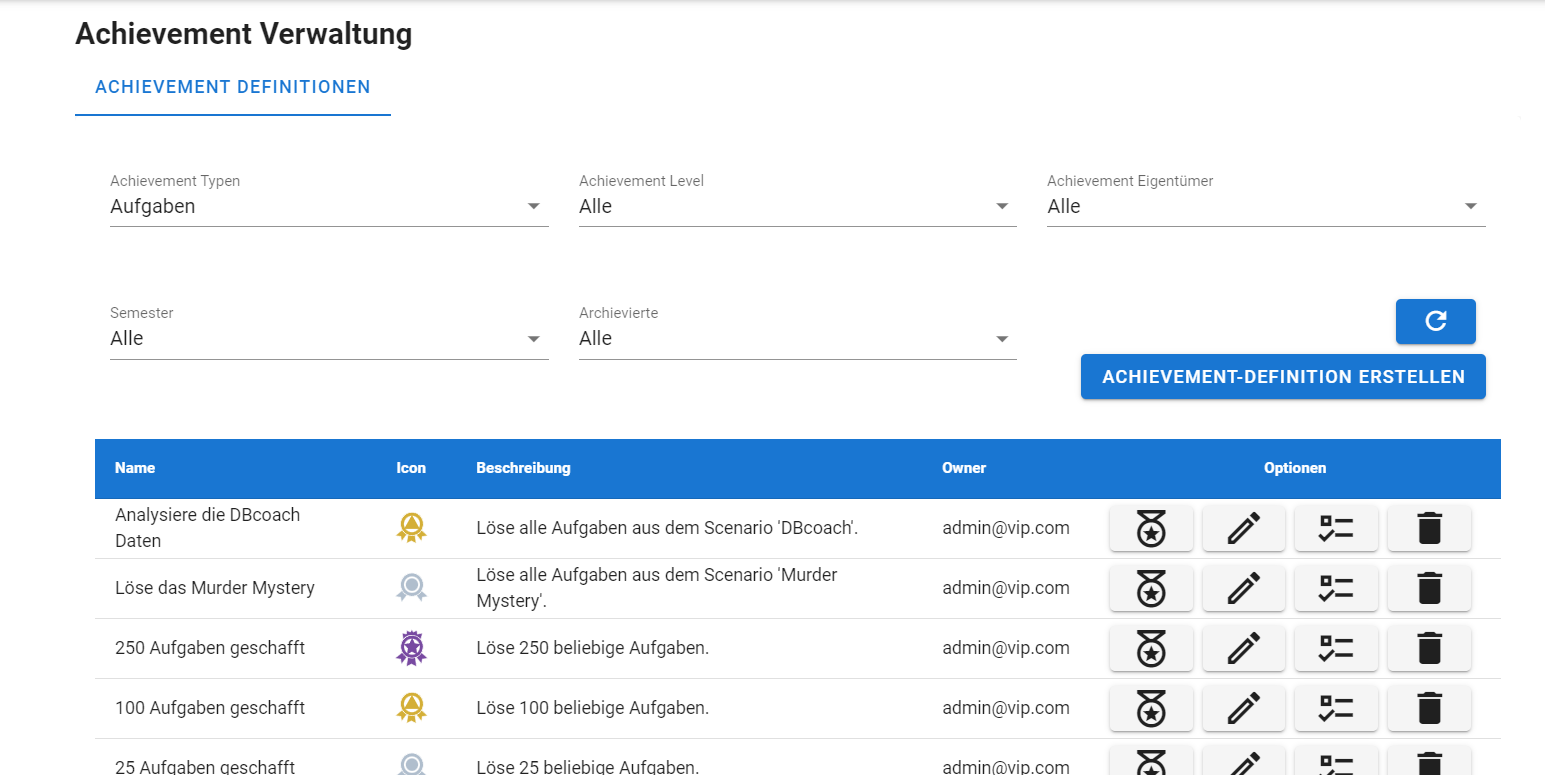 Achievement Verwaltung
ACHIEVEMENT DEFINITIONEN
Achievement Typen
Aufgaben
Achievement Level
Alle
Achievement Eigentümer
Alle
Semester
Alle
Archievierte
Alle
ACHIEVEMENT-DEFINITION ERSTELLEN
Name Icon Beschreibung Owner Optionen
Analysiere die DBcoach
Daten
Löse alle Aufgaben aus dem Scenario 'DBcoach'.
admin@vip.com
Löse das Murder Mystery
Löse alle Aufgaben aus dem Scenario 'Murder
Mystery'.
admin@vip.com
250 Aufgaben geschafft
Löse 250 beliebige Aufgaben.
admin@vip.com
100 Aufgaben geschafft
Löse 100 beliebige Aufgaben.
admin@vip.com
25 Aufgaben geschafft
Löse 25 beliebige Aufgaben.
admin@vip.com